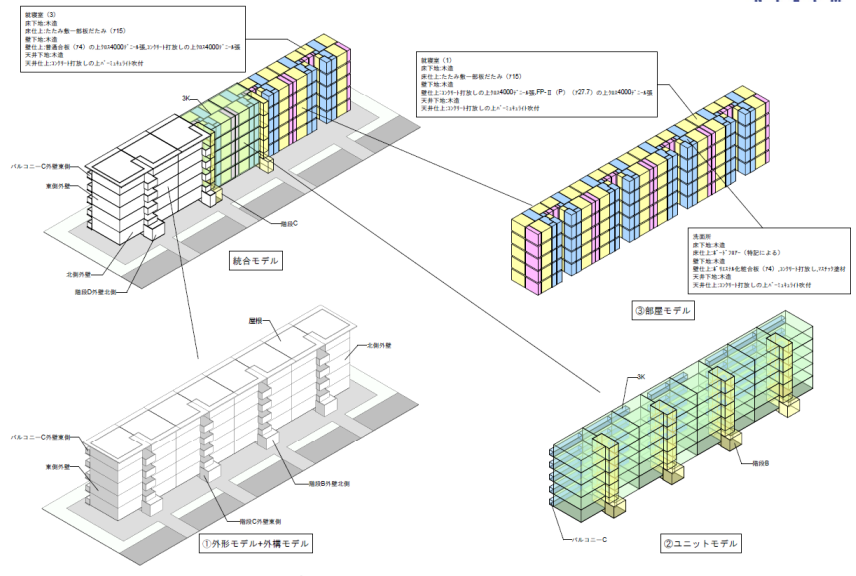 就寝室（3）
床下地:木造
床仕上:たたみ敷一部板だたみ（ｱ15）
壁下地:木造
壁仕上:普通合板（ｱ4）の上ｸﾛｽ4000ﾃﾞﾆｰﾙ張,ｺﾝｸﾘｰﾄ打放しの上ｸﾛｽ4000ﾃﾞﾆｰﾙ張
天井下地:木造
天井仕上:ｺﾝｸﾘｰﾄ打放しの上ﾊﾞｰﾐｭｷｭﾗｲﾄ吹付
3K
バルコニーC外壁東側
東側外壁
北側外壁
階段D外壁北側
階段C
統合モデル
就寝室（1）
床下地:木造
床仕上:たたみ敷一部板だたみ（ｱ15）
壁下地:木造
壁仕上:ｺﾝｸﾘｰﾄ打放しの上ｸﾛｽ4000ﾃﾞﾆｰﾙ張,FP-Ⅱ（P）（ｱ27.7）の上ｸﾛｽ4000ﾃﾞﾆｰﾙ張
天井下地:木造
天井仕上:ｺﾝｸﾘｰﾄ打放しの上ﾊﾞｰﾐｭｷｭﾗｲﾄ吹付
洗面所
床下地:木造
床仕上:ﾎﾞｰﾄﾞﾌﾛｱｰ（特記による）
壁下地:木造
壁仕上:ﾎﾟﾘｴｽﾃﾙ化粧合板（ｱ4）,ｺﾝｸﾘｰﾄ打放し,ﾏｽﾁｯｸ塗材
天井下地:木造
天井仕上:ｺﾝｸﾘｰﾄ打放しの上ﾊﾞｰﾐｭｷｭﾗｲﾄ吹付
③部屋モデル
屋根
北側外壁
バルコニーC外壁東側
東側外壁
階段B外壁北側
階段C外壁東側
①外形モデル+外構モデル
3K
階段B
バルコニーC
②ユニットモデル